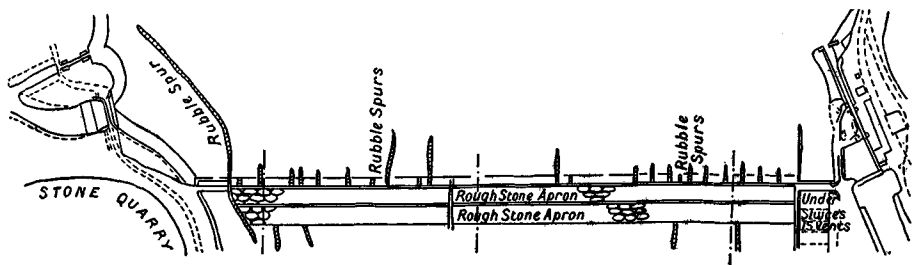 Rubble Spur
Rubble Spurs
Rubble
Spurs
STONE QUARRY
Rough Stone Apron
Rough Stone Apron
Under
Sluices
15 Vents